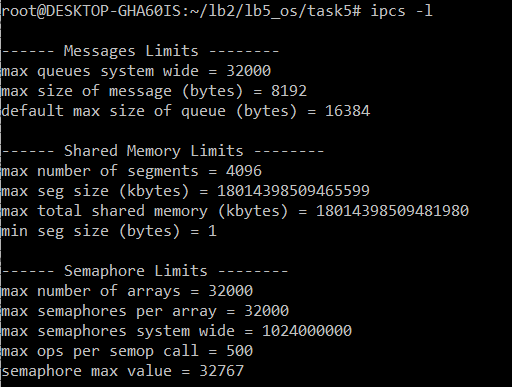 root@DESKTOP-GHA60IS:~/lb2/lb5_os/task5# ipcs -l
------ Messages Limits --------
max queues system wide = 32000
max size of message (bytes) = 8192
default max size of queue (bytes) = 16384
------ Shared Memory Limits --------
max number of segments = 4096
max seg size (kbytes) = 18014398509465599
max total shared memory (kbytes) = 18014398509481980
min seg size (bytes) = 1
------ Semaphore Limits --------
max number of arrays = 32000
max semaphores per array = 32000
max semaphores system wide = 1024000000
max ops per semop call = 500
semaphore max value = 32767